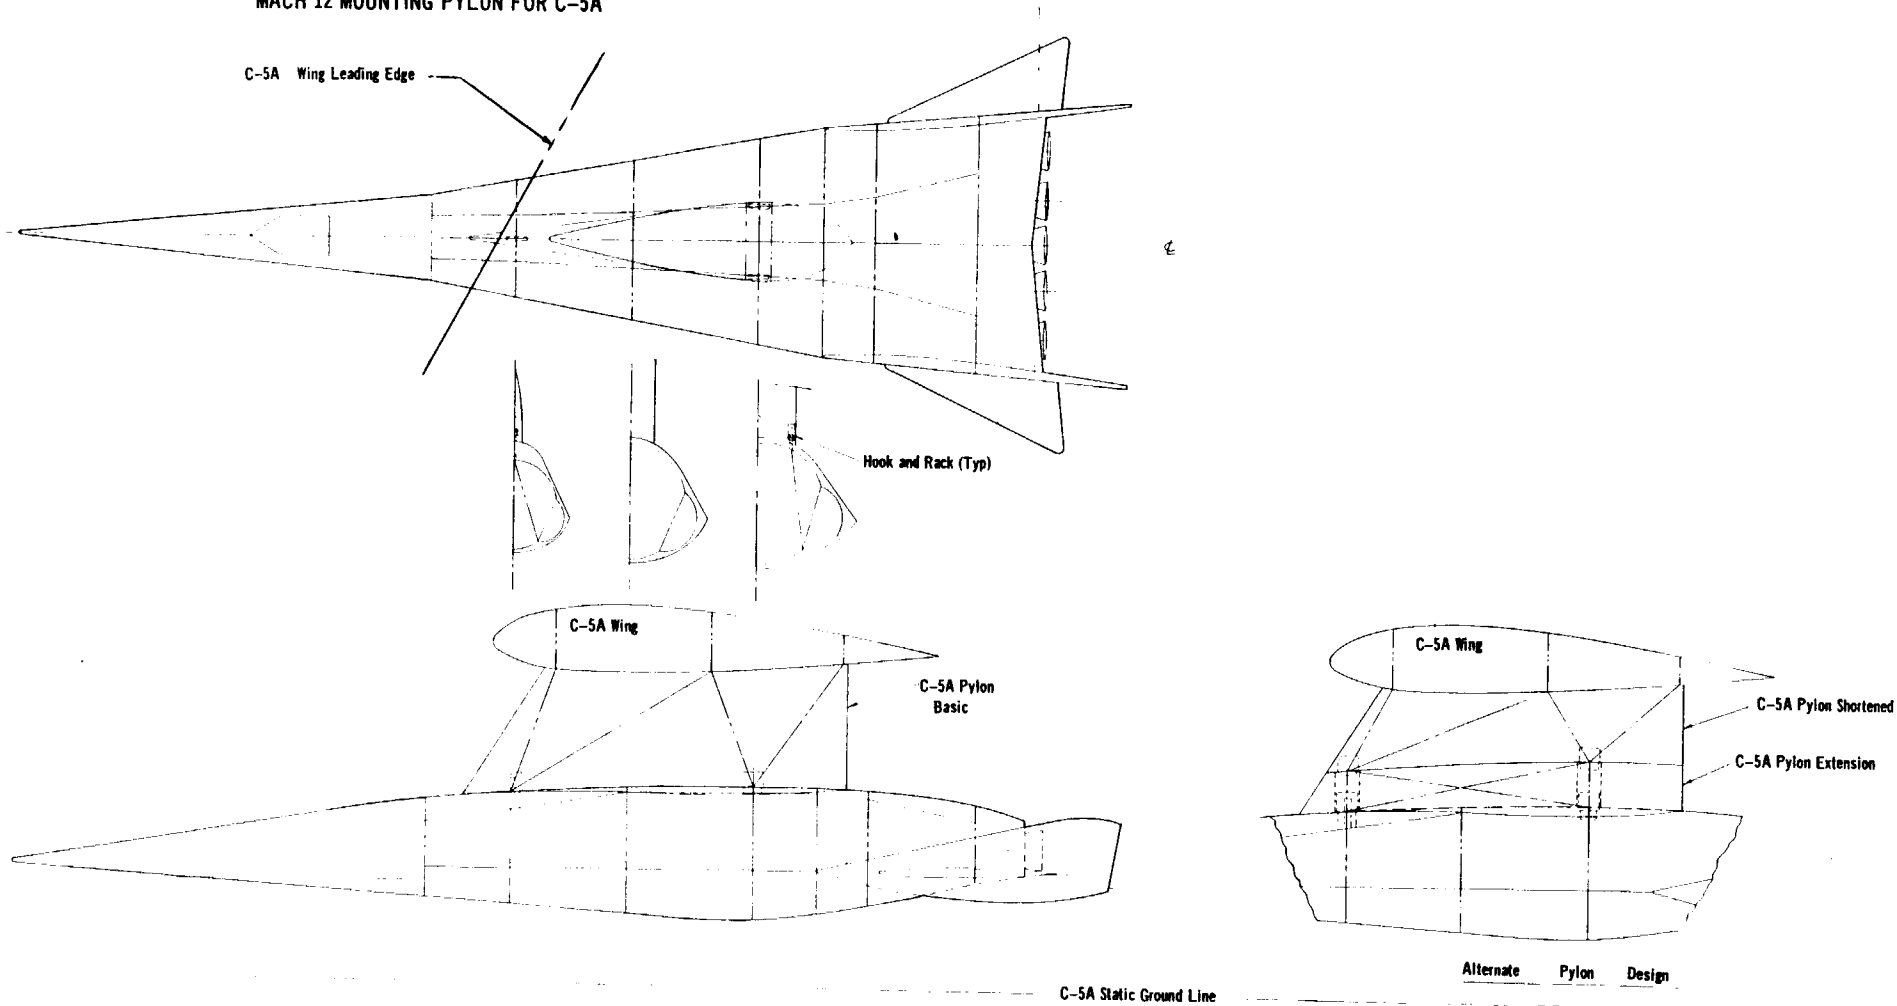 MACH 12 MOUNTING PYLON FOR C-5A
C-5A Wing Leading Edge
℄
Hook and Rack (Typ)
C-5A Wing
C-5A Pylon
Basic
C-5A Wing
C-5A Pylon Shortened
C-5A Pylon Extension
Alternate Pylon Design
C-5A Static Ground Line